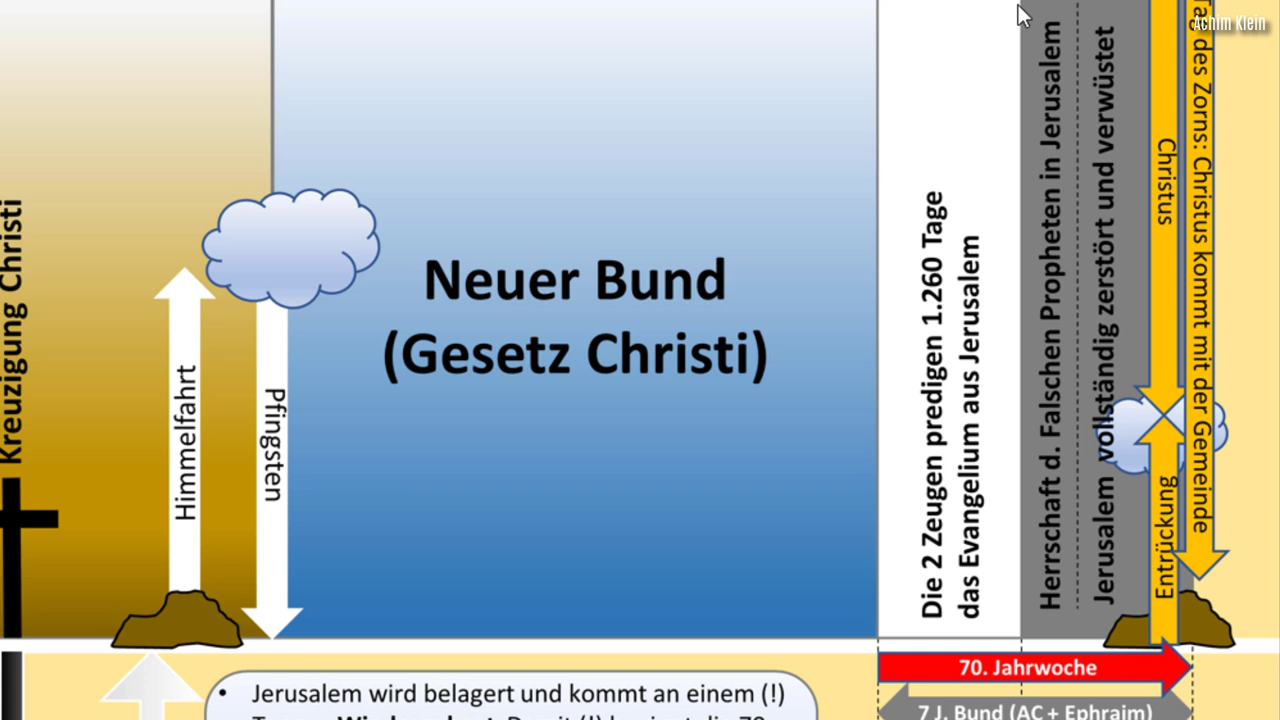 Achim Klein
Kreuzigung Christi
Himmelfahrt
Pfingsten
Neuer Bund
(Gesetz Christi)
Die 2 Zeugen predigen 1.260 Tage
das Evangelium aus Jerusalem
Herrschaft d. Falschen Propheten in Jerusalem
Jerusalem vollständig zerstört und verwüstet
Christus
Entrückung
Tag des Zorns: Christus kommt mit der Gemeinde
70. Jahrwoche
7 J. Bund (AC + Ephraim)
• Jerusalem wird belagert und kommt an einem (!)